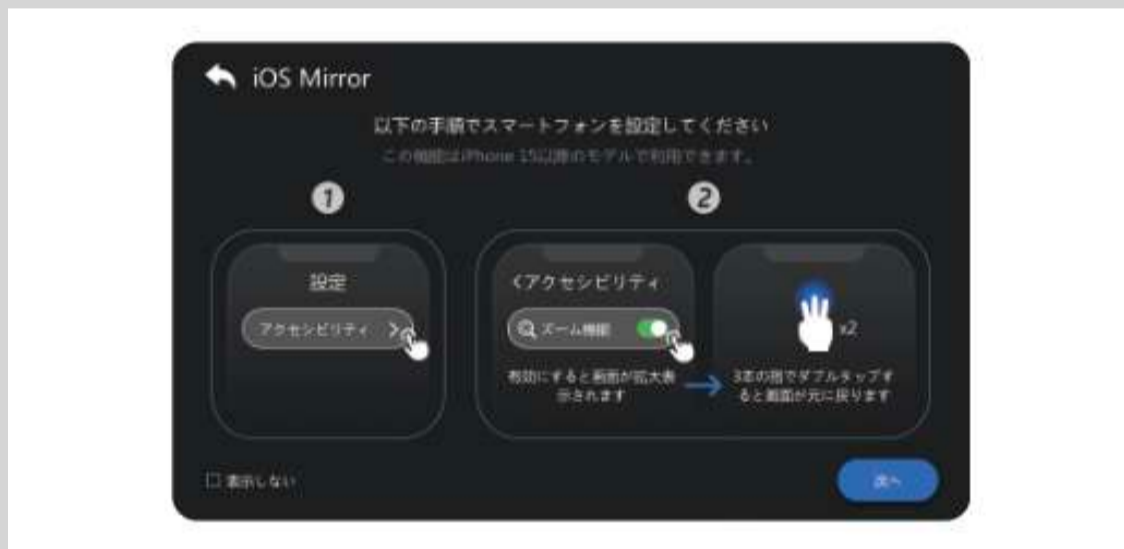 iOS Mirror
以下の手順でスマートフォンを設定してください
この機能はiPhone 15以降のモデルで利用できます。
1
2
設定
アクセシビリティ
アクセシビリティ
ズーム機能
有効にすると画面が拡大表
示されます
x2
3本の指でダブルタップす
ると画面が元に戻ります
表示しない
次へ